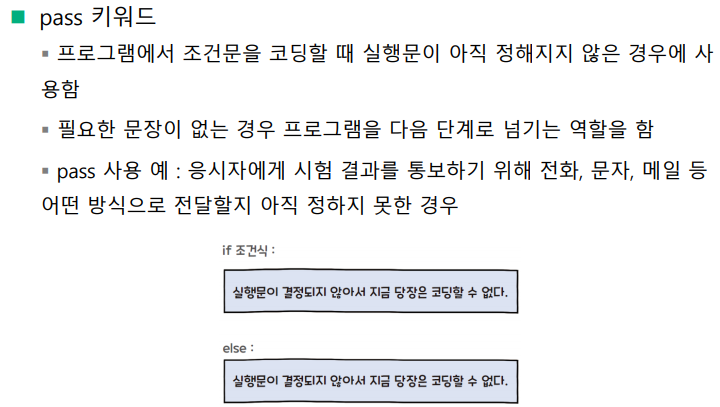 pass 키워드
프로그램에서 조건문을 코딩할 때 실행문이 아직 정해지지 않은 경우에 사
용함
필요한 문장이 없는 경우 프로그램을 다음 단계로 넘기는 역할을 함
pass 사용 예 : 응시자에게 시험 결과를 통보하기 위해 전화, 문자, 메일 등
어떤 방식으로 전달할지 아직 정하지 못한 경우
if 조건식 :
실행문이 결정되지 않아서 지금 당장은 코딩할 수 없다.
else :
실행문이 결정되지 않아서 지금 당장은 코딩할 수 없다.